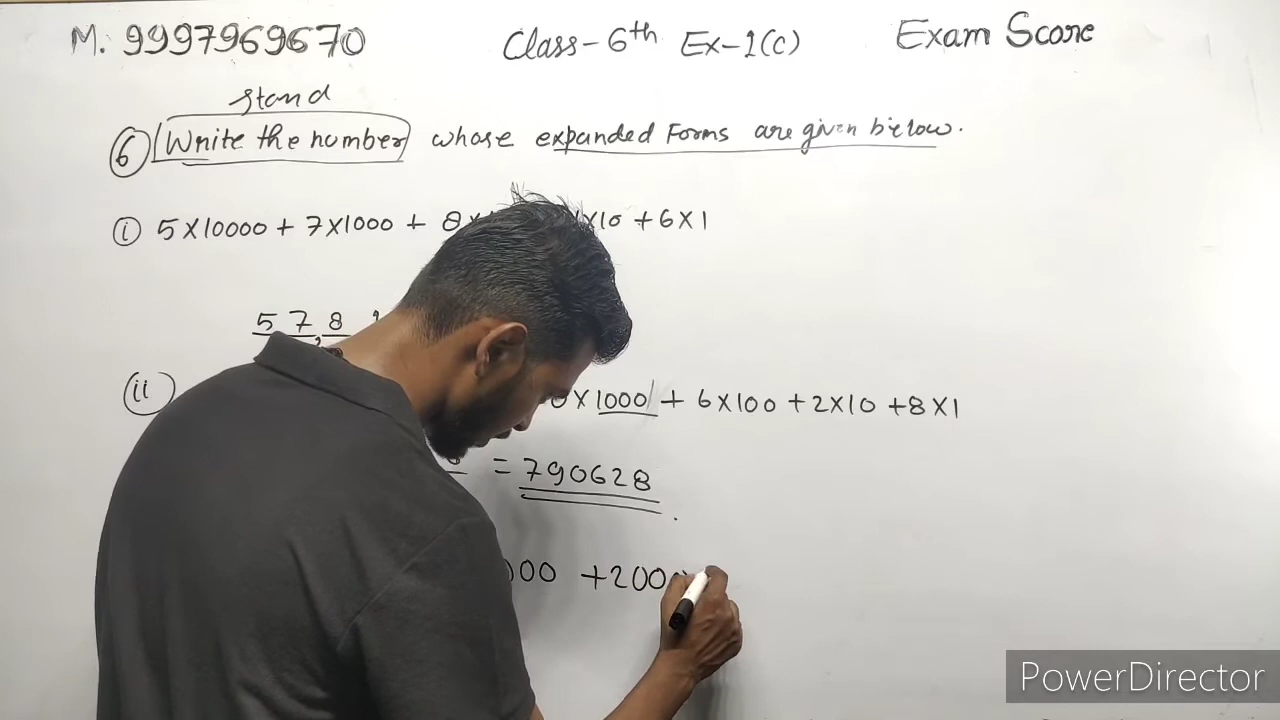 M. 9997969670 Class-6th Ex-1(c) Exam Score
stand
6 Write the number whose expanded Forms are given below.
i 5×10000 + 7×1000 + 8× ×10 +6×1
5 7, 8
ii ×1000 + 6×100 +2×10 +8×1
= 790628
00 +200
PowerDirector